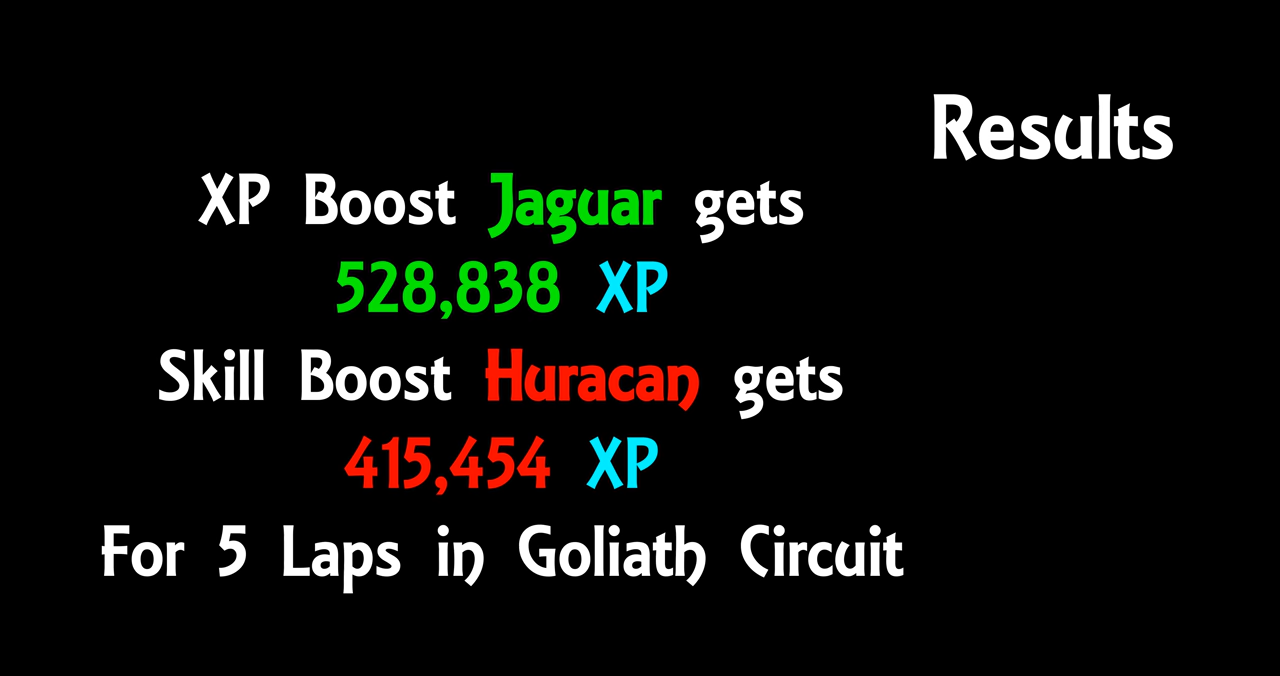 Results
XP Boost Jaguar gets
528,838 XP
Skill Boost Huracan gets
415,454 XP
For 5 Laps in Goliath Circuit